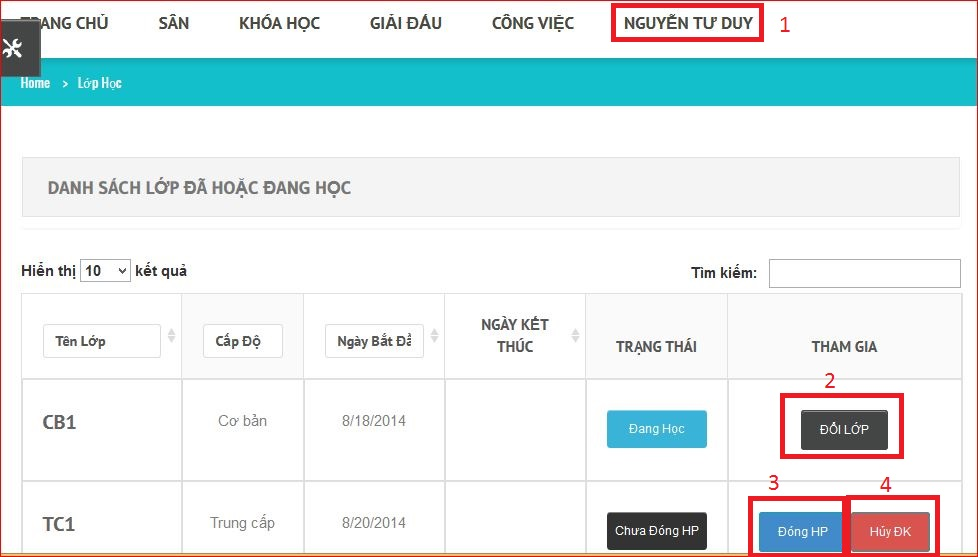 TRANG CHỦ SÂN KHÓA HỌC GIẢI ĐẤU CÔNG VIỆC NGUYỄN TƯ DUY 1
Home > Lớp Học
DANH SÁCH LỚP ĐÃ HOẶC ĐANG HỌC
Hiển thị 10 kết quả Tìm kiếm:
Tên Lớp Cấp Độ Ngày Bắt Đầ NGÀY KẾT THÚC TRẠNG THÁI THAM GIA
2
CB1 Cơ bản 8/18/2014 Đang Học ĐỔI LỚP
3 4
TC1 Trung cấp 8/20/2014 Chưa Đóng HP Đóng HP Hủy ĐK